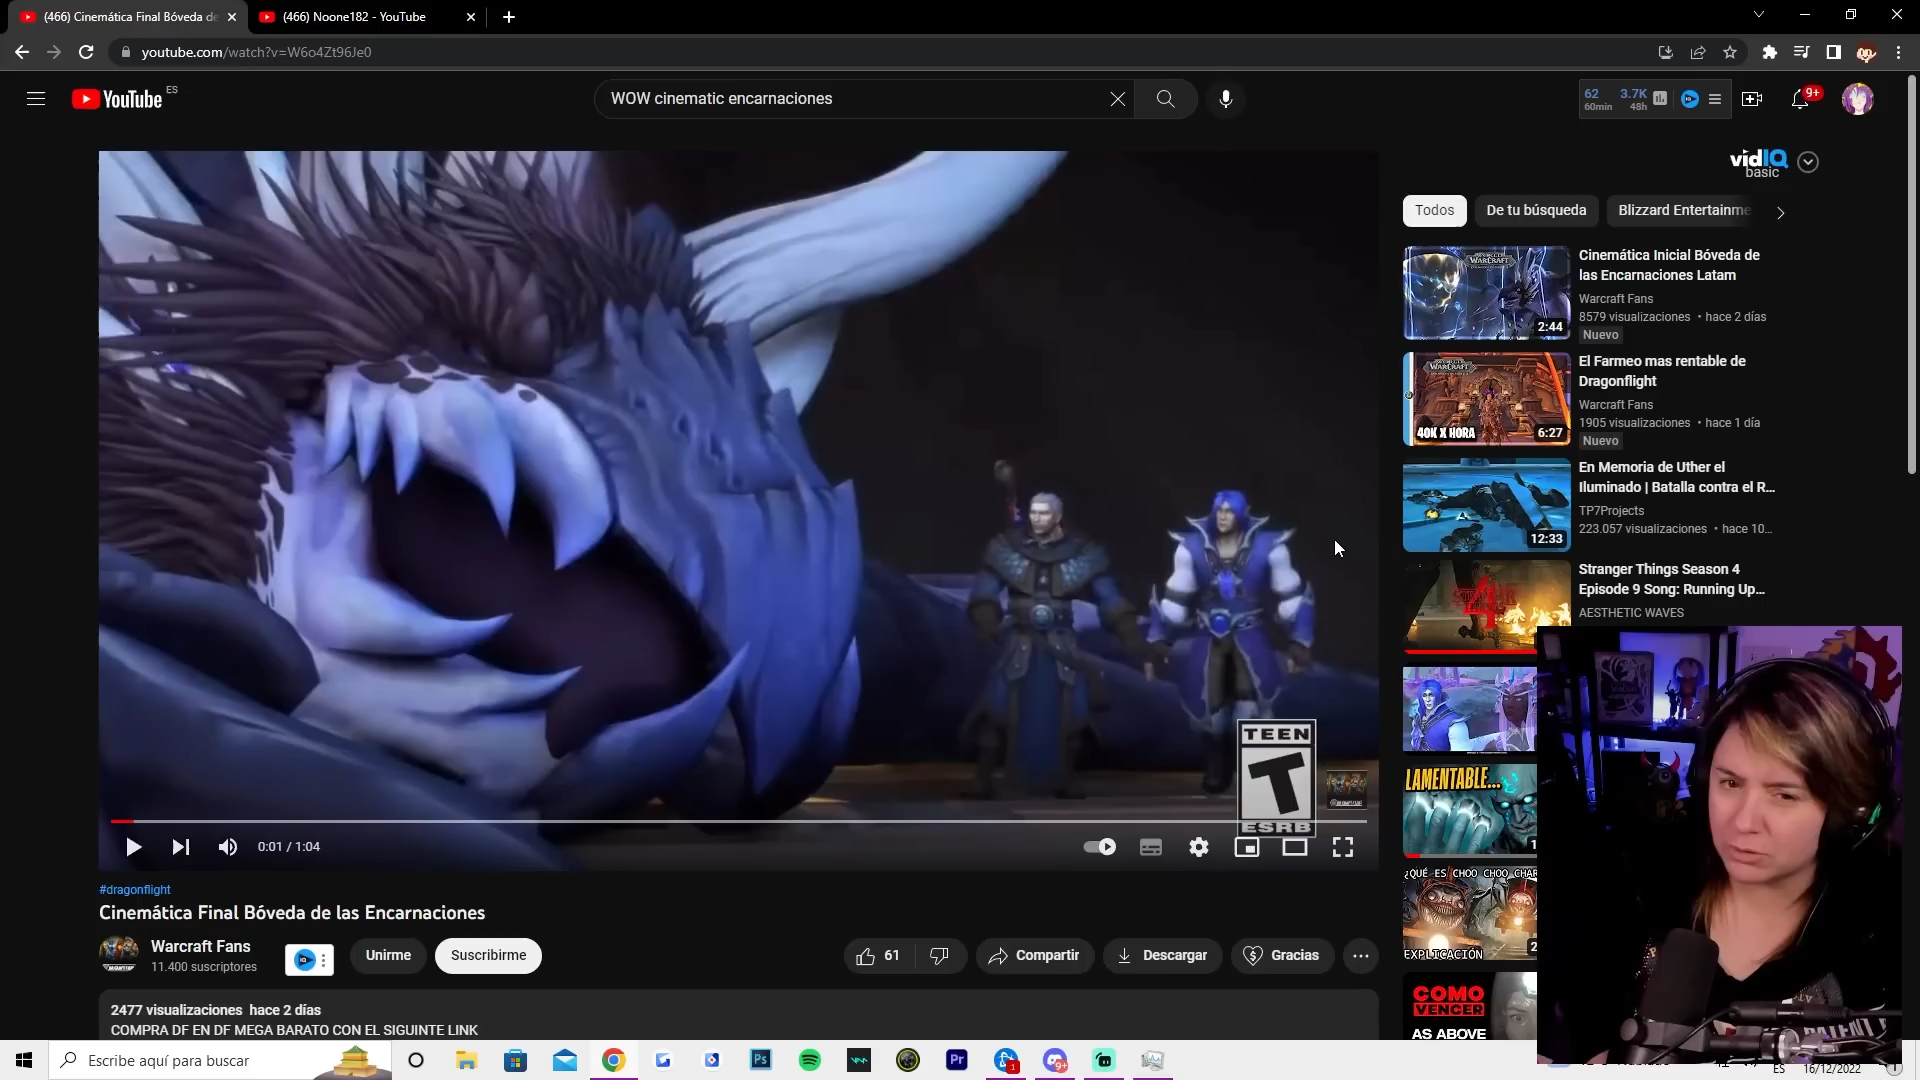 (466) Cinemática Final Bóveda de
(466) Noone182 - YouTube
youtube.com/watch?v=W6o4Zt96Je0
YouTube ES
WOW cinematic encarnaciones
62
60min
3.7K
48h
9+
vidIQ
basic
Todos
De tu búsqueda
Blizzard Entertainme
Cinemática Inicial Bóveda de
las Encarnaciones Latam
Warcraft Fans
8579 visualizaciones • hace 2 días
Nuevo
2:44
El Farmeo mas rentable de
Dragonflight
Warcraft Fans
1905 visualizaciones • hace 1 día
Nuevo
40K X HORA
6:27
En Memoria de Uther el
Iluminado | Batalla contra el R...
TP7Projects
223.057 visualizaciones • hace 10...
12:33
Stranger Things Season 4
Episode 9 Song: Running Up...
AESTHETIC WAVES
LAMENTABLE...
¿QUÉ ES CHOO CHOO CHAR
EXPLICACIÓN
COMO
VENCER
AS ABOVE
TEEN
T
ESRB
0:01 / 1:04
#dragonflight
Cinemática Final Bóveda de las Encarnaciones
Warcraft Fans
11.400 suscriptores
Unirme
Suscribirme
61
Compartir
Descargar
Gracias
2477 visualizaciones hace 2 días
COMPRA DF EN DF MEGA BARATO CON EL SIGUINTE LINK
Escribe aquí para buscar
Ps
Pr
1
9+
ES
16/12/2022